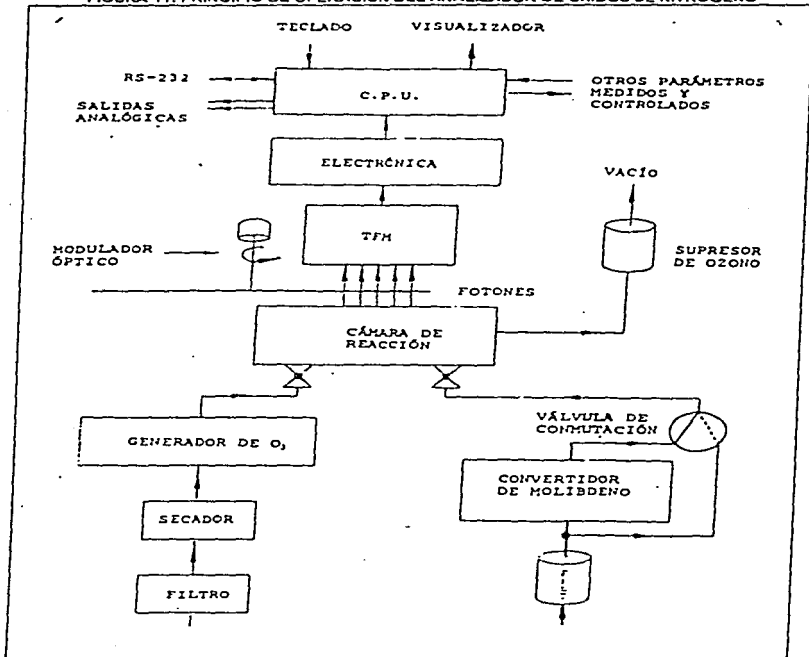 TECLADO VISUALIZADOR
RS-232
C.P.U.
OTROS PARÁMETROS
MEDIDOS Y
CONTROLADOS
SALIDAS
ANALÓGICAS
ELECTRÓNICA
VACÍO
TFM
MODULADOR
ÓPTICO
SUPRESOR
DE OZONO
FOTONES
CÁMARA DE
REACCIÓN
VÁLVULA DE
CONMUTACIÓN
GENERADOR DE O₃
CONVERTIDOR
DE MOLIBDENO
SECADOR
FILTRO